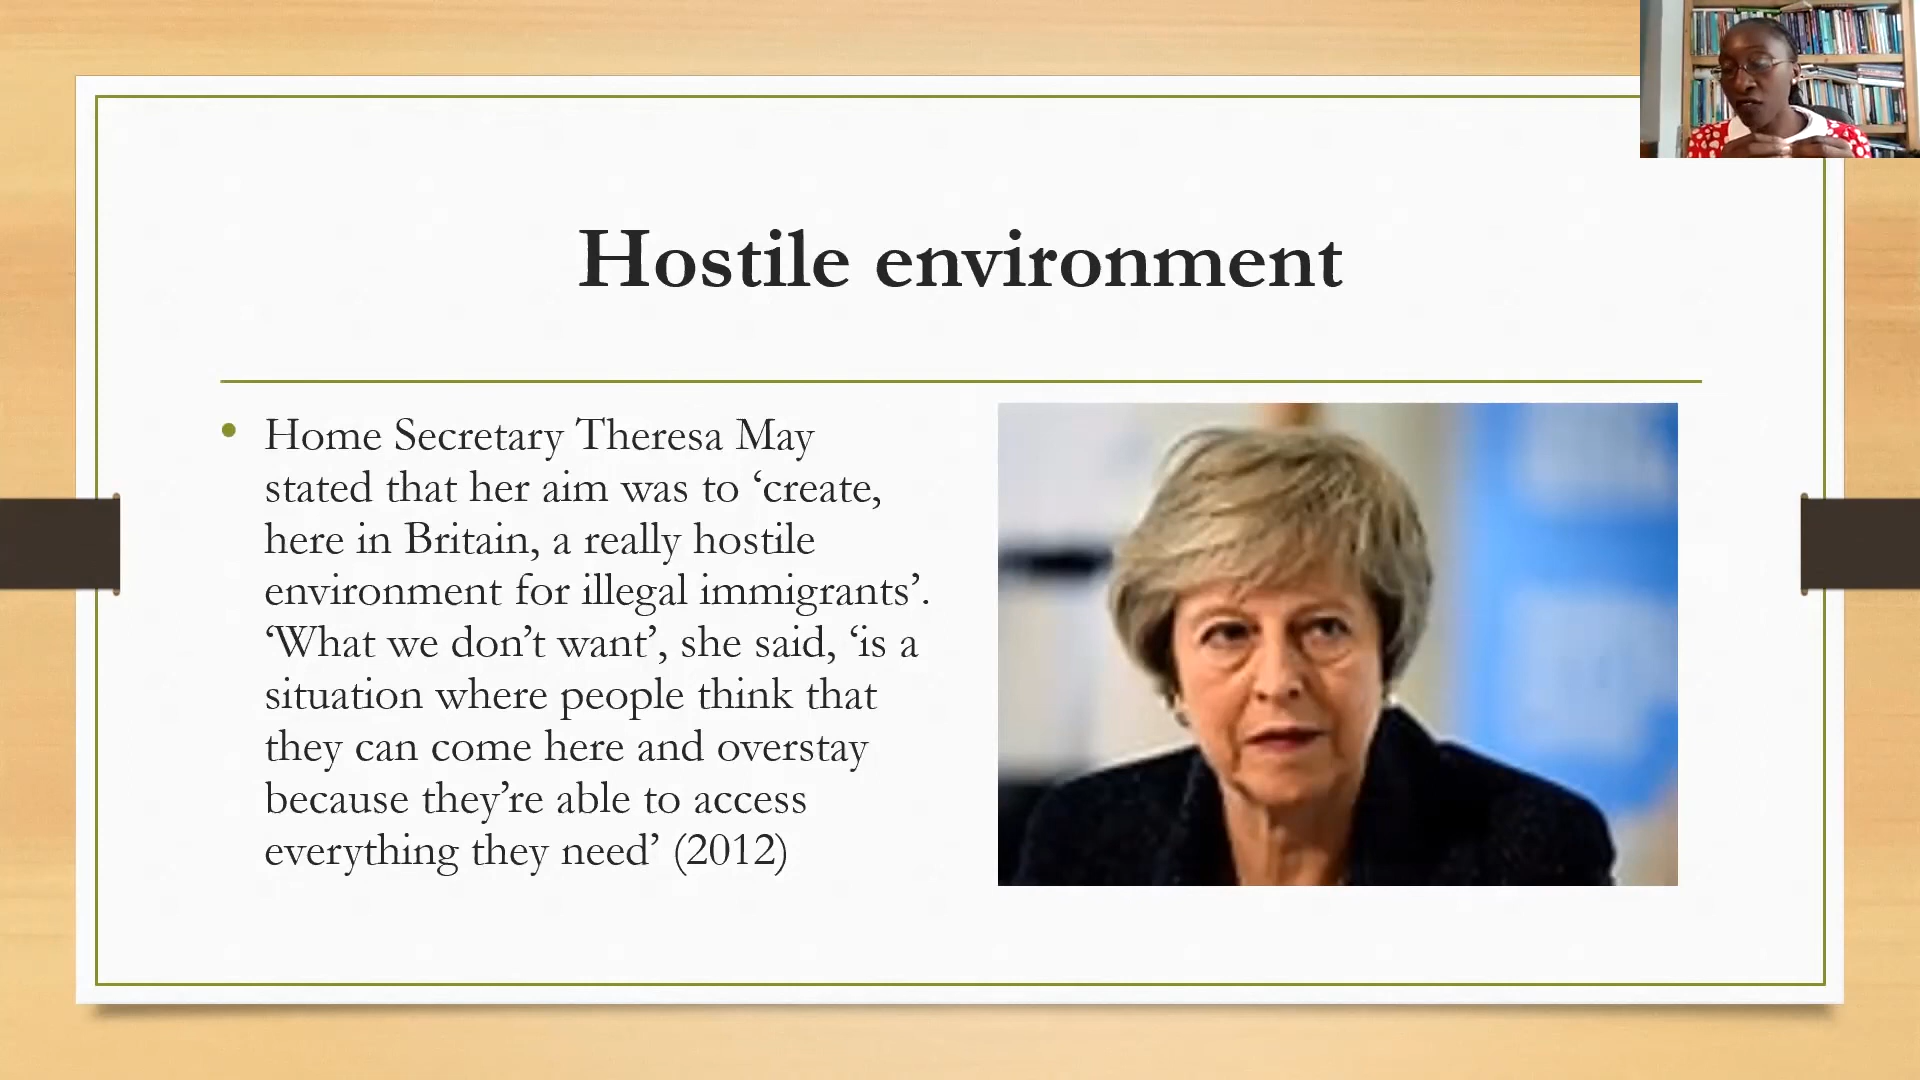 Hostile environment
• Home Secretary Theresa May
stated that her aim was to ‘create,
here in Britain, a really hostile
environment for illegal immigrants’.
‘What we don’t want’, she said, ‘is a
situation where people think that
they can come here and overstay
because they’re able to access
everything they need’ (2012)